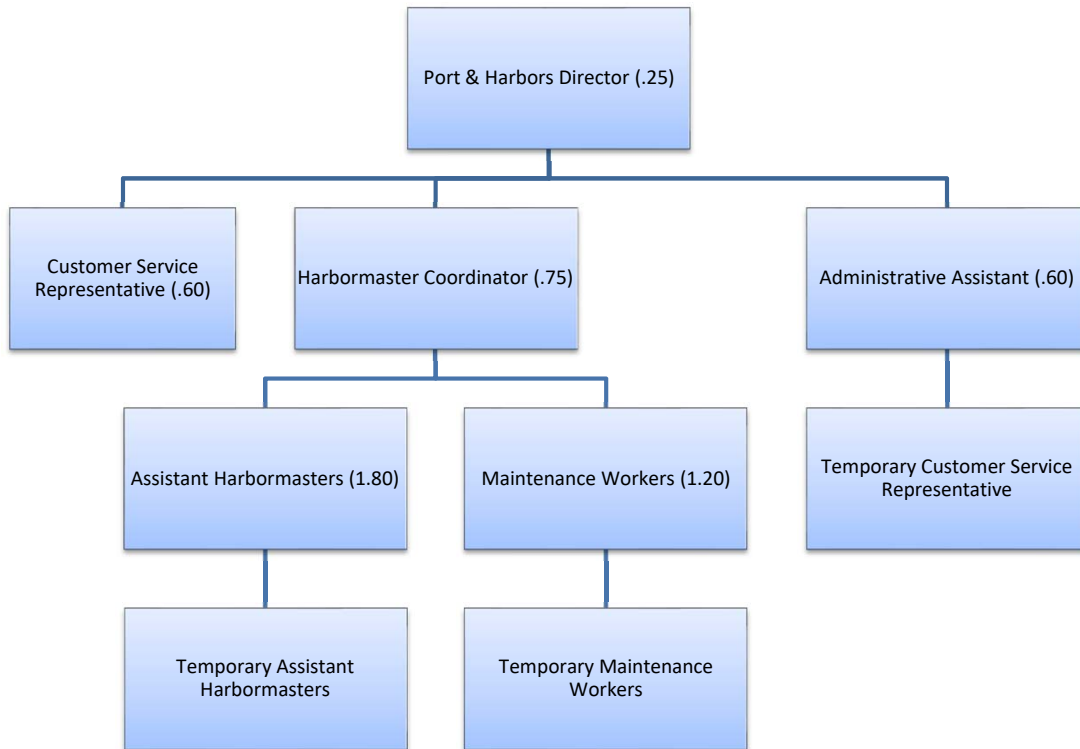 Port & Harbors Director (.25)
Customer Service
Representative (.60)
Harbormaster Coordinator (.75)
Administrative Assistant (.60)
Assistant Harbormasters (1.80)
Maintenance Workers (1.20)
Temporary Customer Service
Representative
Temporary Assistant
Harbormasters
Temporary Maintenance
Workers